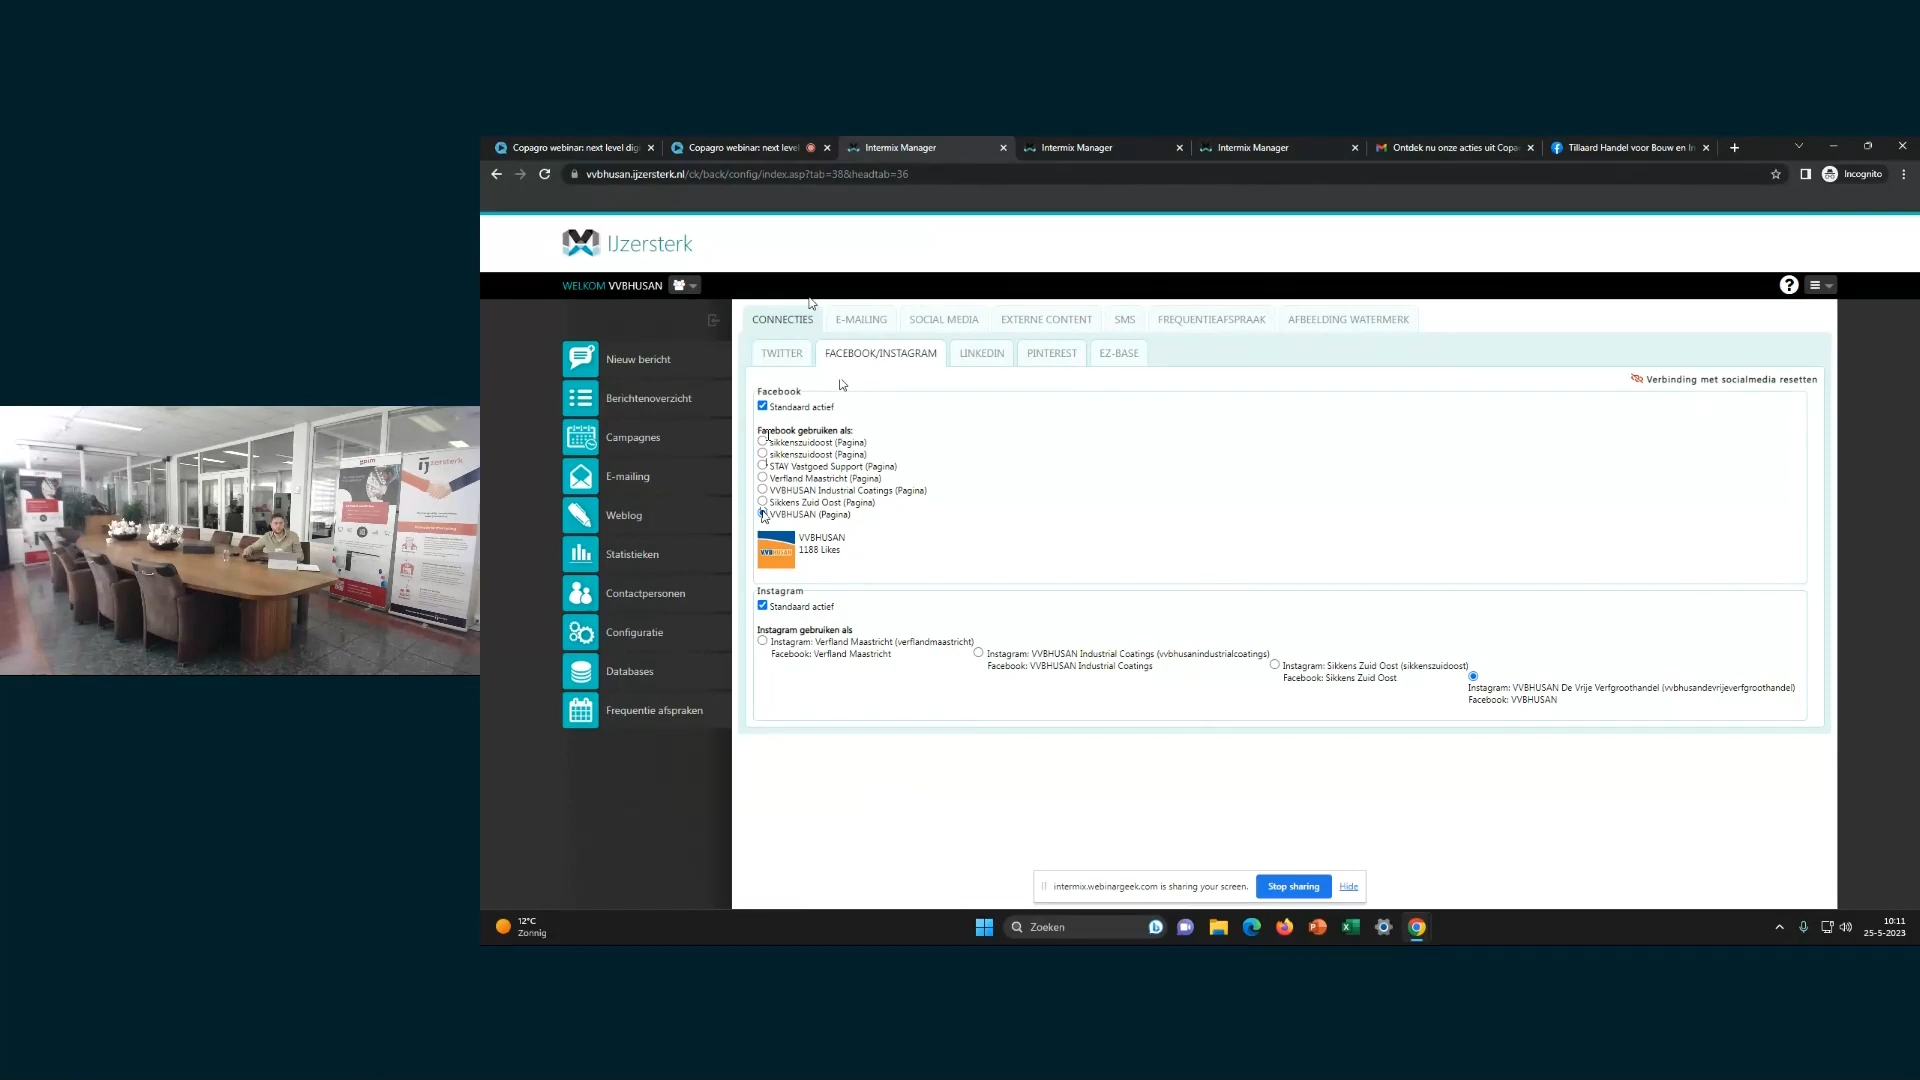 Copagro webinar: next level dig
Copagro webinar: next level
Intermix Manager
Intermix Manager
Intermix Manager
Ontdek nu onze acties uit Copa
Tillaard Handel voor Bouw en In
vvbhusan.ijzersterk.nl/ck/back/config/index.asp?tab=38&headtab=36
Incognito
IJzersterk
WELKOM VVBHUSAN
CONNECTIES
E-MAILING
SOCIAL MEDIA
EXTERNE CONTENT
SMS
FREQUENTIEAFSPRAAK
AFBEELDING WATERMERK
TWITTER
FACEBOOK/INSTAGRAM
LINKEDIN
PINTEREST
EZ-BASE
Nieuw bericht
Berichtenoverzicht
Campagnes
E-mailing
Weblog
Statistieken
Contactpersonen
Configuratie
Databases
Frequentie afspraken
Verbinding met socialmedia resetten
Facebook
Standaard actief
Facebook gebruiken als:
sikkenszuidoost (Pagina)
sikkenszuidoost (Pagina)
STAY Vastgoed Support (Pagina)
Verfland Maastricht (Pagina)
VVBHUSAN Industrial Coatings (Pagina)
Sikkens Zuid Oost (Pagina)
VVBHUSAN (Pagina)
VVBHUSAN
1188 Likes
Instagram
Standaard actief
Instagram gebruiken als
Instagram: Verfland Maastricht (verflandmaastricht)
Facebook: Verfland Maastricht
Instagram: VVBHUSAN Industrial Coatings (vvbhusanindustrialcoatings)
Facebook: VVBHUSAN Industrial Coatings
Instagram: Sikkens Zuid Oost (sikkenszuidoost)
Facebook: Sikkens Zuid Oost
Instagram: VVBHUSAN De Vrije Verfgroothandel (vvbhusandevrijeverfgroothandel)
Facebook: VVBHUSAN
intermix.webinargeek.com is sharing your screen.
Stop sharing
Hide
12°C
Zonnig
Zoeken
10:11
25-5-2023